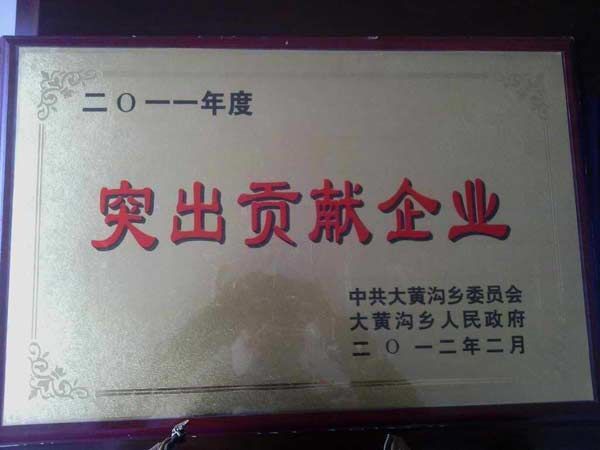 二〇一一年度
突出贡献企业
中共大黄沟乡委员会
大黄沟乡人民政府
二〇一二年二月